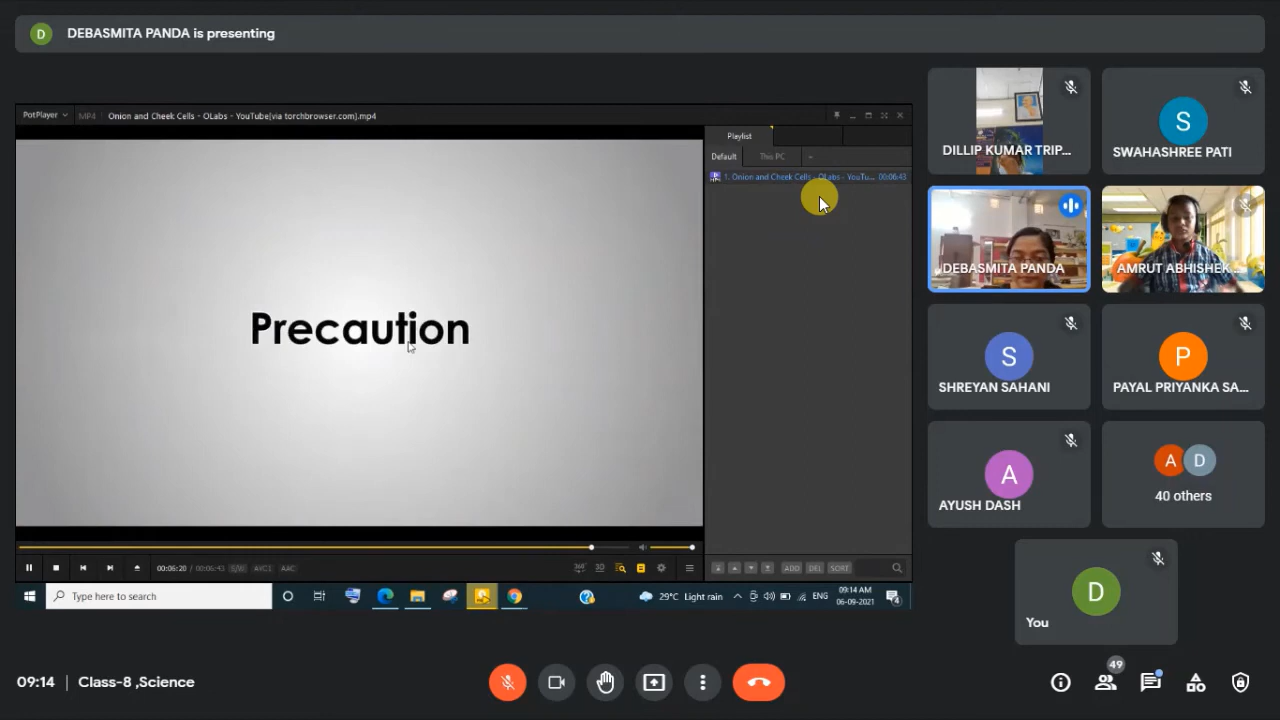 D
DEBASMITA PANDA is presenting
PotPlayer
MP4
Onion and Cheek Cells - OLabs - YouTube[via torchbrowser.com].mp4
Playlist
Default
This PC
1. Onion and Cheek Cells - OLabs - YouTu...
00:06:43
Precaution
00:06:20 / 00:06:43
S/W
AVC1
AAC
360°
3D
ADD
DEL
SORT
Type here to search
29°C Light rain
ENG
09:14 AM
06-09-2021
4
DILLIP KUMAR TRIP...
S
SWAHASHREE PATI
DEBASMITA PANDA
AMRUT ABHISHEK...
S
SHREYAN SAHANI
P
PAYAL PRIYANKA SA...
A
AYUSH DASH
A
D
40 others
D
You
09:14 | Class-8 ,Science
49